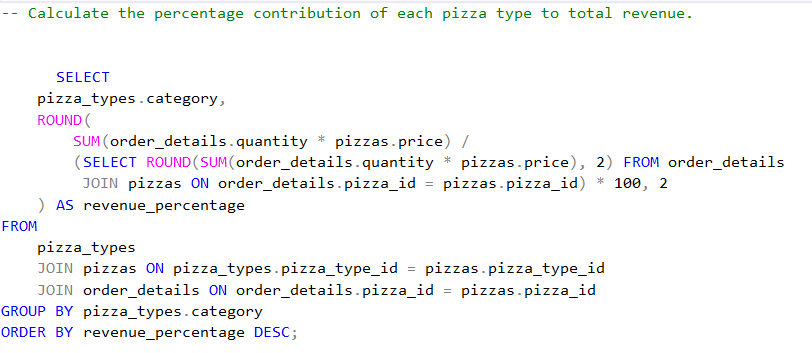 -- Calculate the percentage contribution of each pizza type to total revenue.
SELECT
pizza_types.category,
ROUND(
SUM(order_details.quantity * pizzas.price) /
(SELECT ROUND(SUM(order_details.quantity * pizzas.price), 2) FROM order_details
JOIN pizzas ON order_details.pizza_id = pizzas.pizza_id) * 100, 2
) AS revenue_percentage
FROM
pizza_types
JOIN pizzas ON pizza_types.pizza_type_id = pizzas.pizza_type_id
JOIN order_details ON order_details.pizza_id = pizzas.pizza_id
GROUP BY pizza_types.category
ORDER BY revenue_percentage DESC;